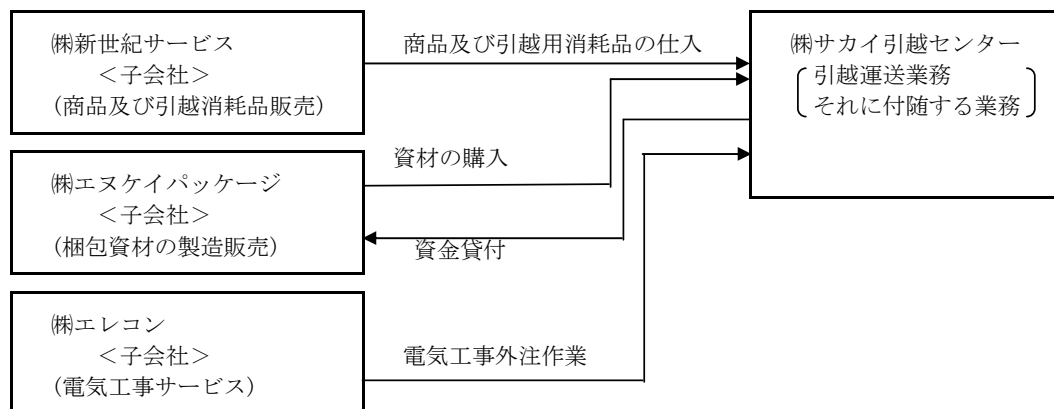 ㈱新世紀サービス
＜子会社＞
(商品及び引越消耗品販売)
商品及び引越用消耗品の仕入
㈱サカイ引越センター
引越運送業務
それに付随する業務
資材の購入
㈱エヌケイパッケージ
＜子会社＞
(梱包資材の製造販売)
資金貸付
㈱エレコン
＜子会社＞
(電気工事サービス)
電気工事外注作業